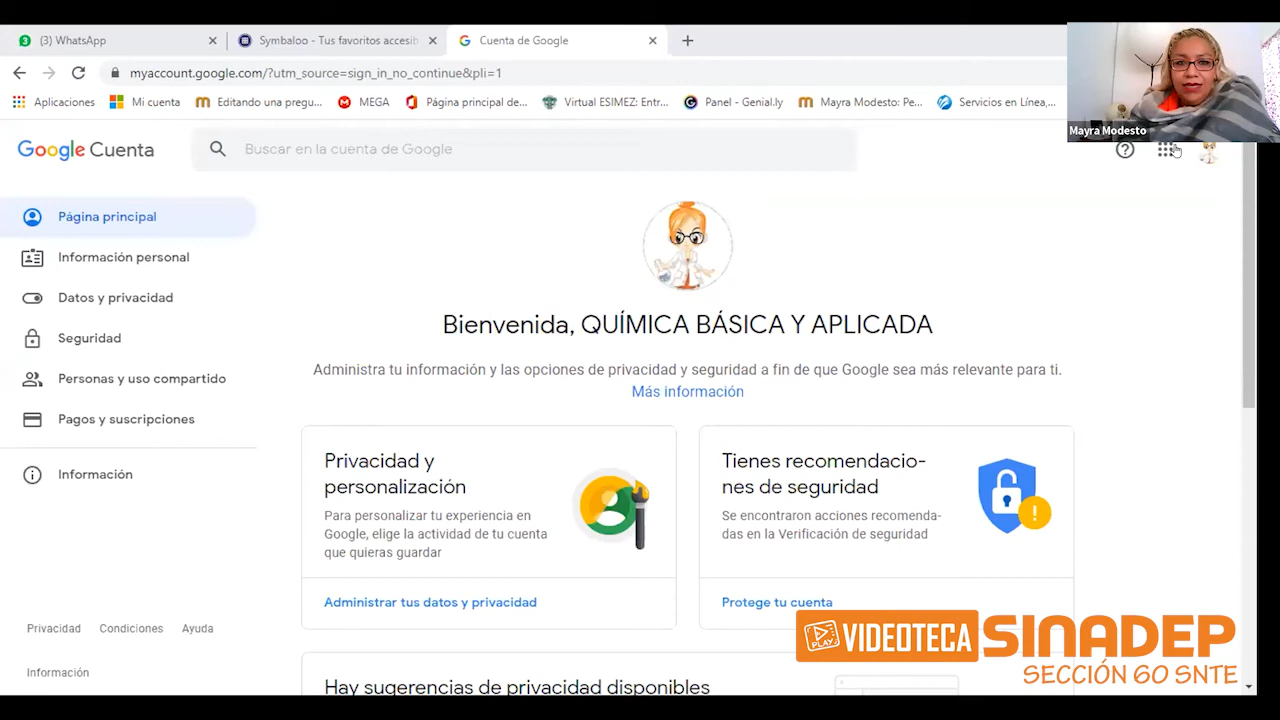 (3) WhatsApp
Symbaloo - Tus favoritos accesib
Cuenta de Google
myaccount.google.com/?utm_source=sign_in_no_continue&pli=1
Aplicaciones
Mi cuenta
Editando una pregu...
MEGA
Página principal de...
Virtual ESIMEZ: Entr...
Panel - Genial.ly
Mayra Modesto: Pe...
Servicios en Línea,...
Mayra Modesto
Google Cuenta
Buscar en la cuenta de Google
Página principal
Información personal
Datos y privacidad
Seguridad
Personas y uso compartido
Pagos y suscripciones
Información
Bienvenida, QUÍMICA BÁSICA Y APLICADA
Administra tu información y las opciones de privacidad y seguridad a fin de que Google sea más relevante para ti.
Más información
Privacidad y
personalización
Para personalizar tu experiencia en
Google, elige la actividad de tu cuenta
que quieras guardar
Administrar tus datos y privacidad
Tienes recomendacio-
nes de seguridad
Se encontraron acciones recomenda-
das en la Verificación de seguridad
Protege tu cuenta
Hay sugerencias de privacidad disponibles
Privacidad Condiciones Ayuda
Información
PLAY VIDEOTECA SINADEP
SECCIÓN 60 SNTE